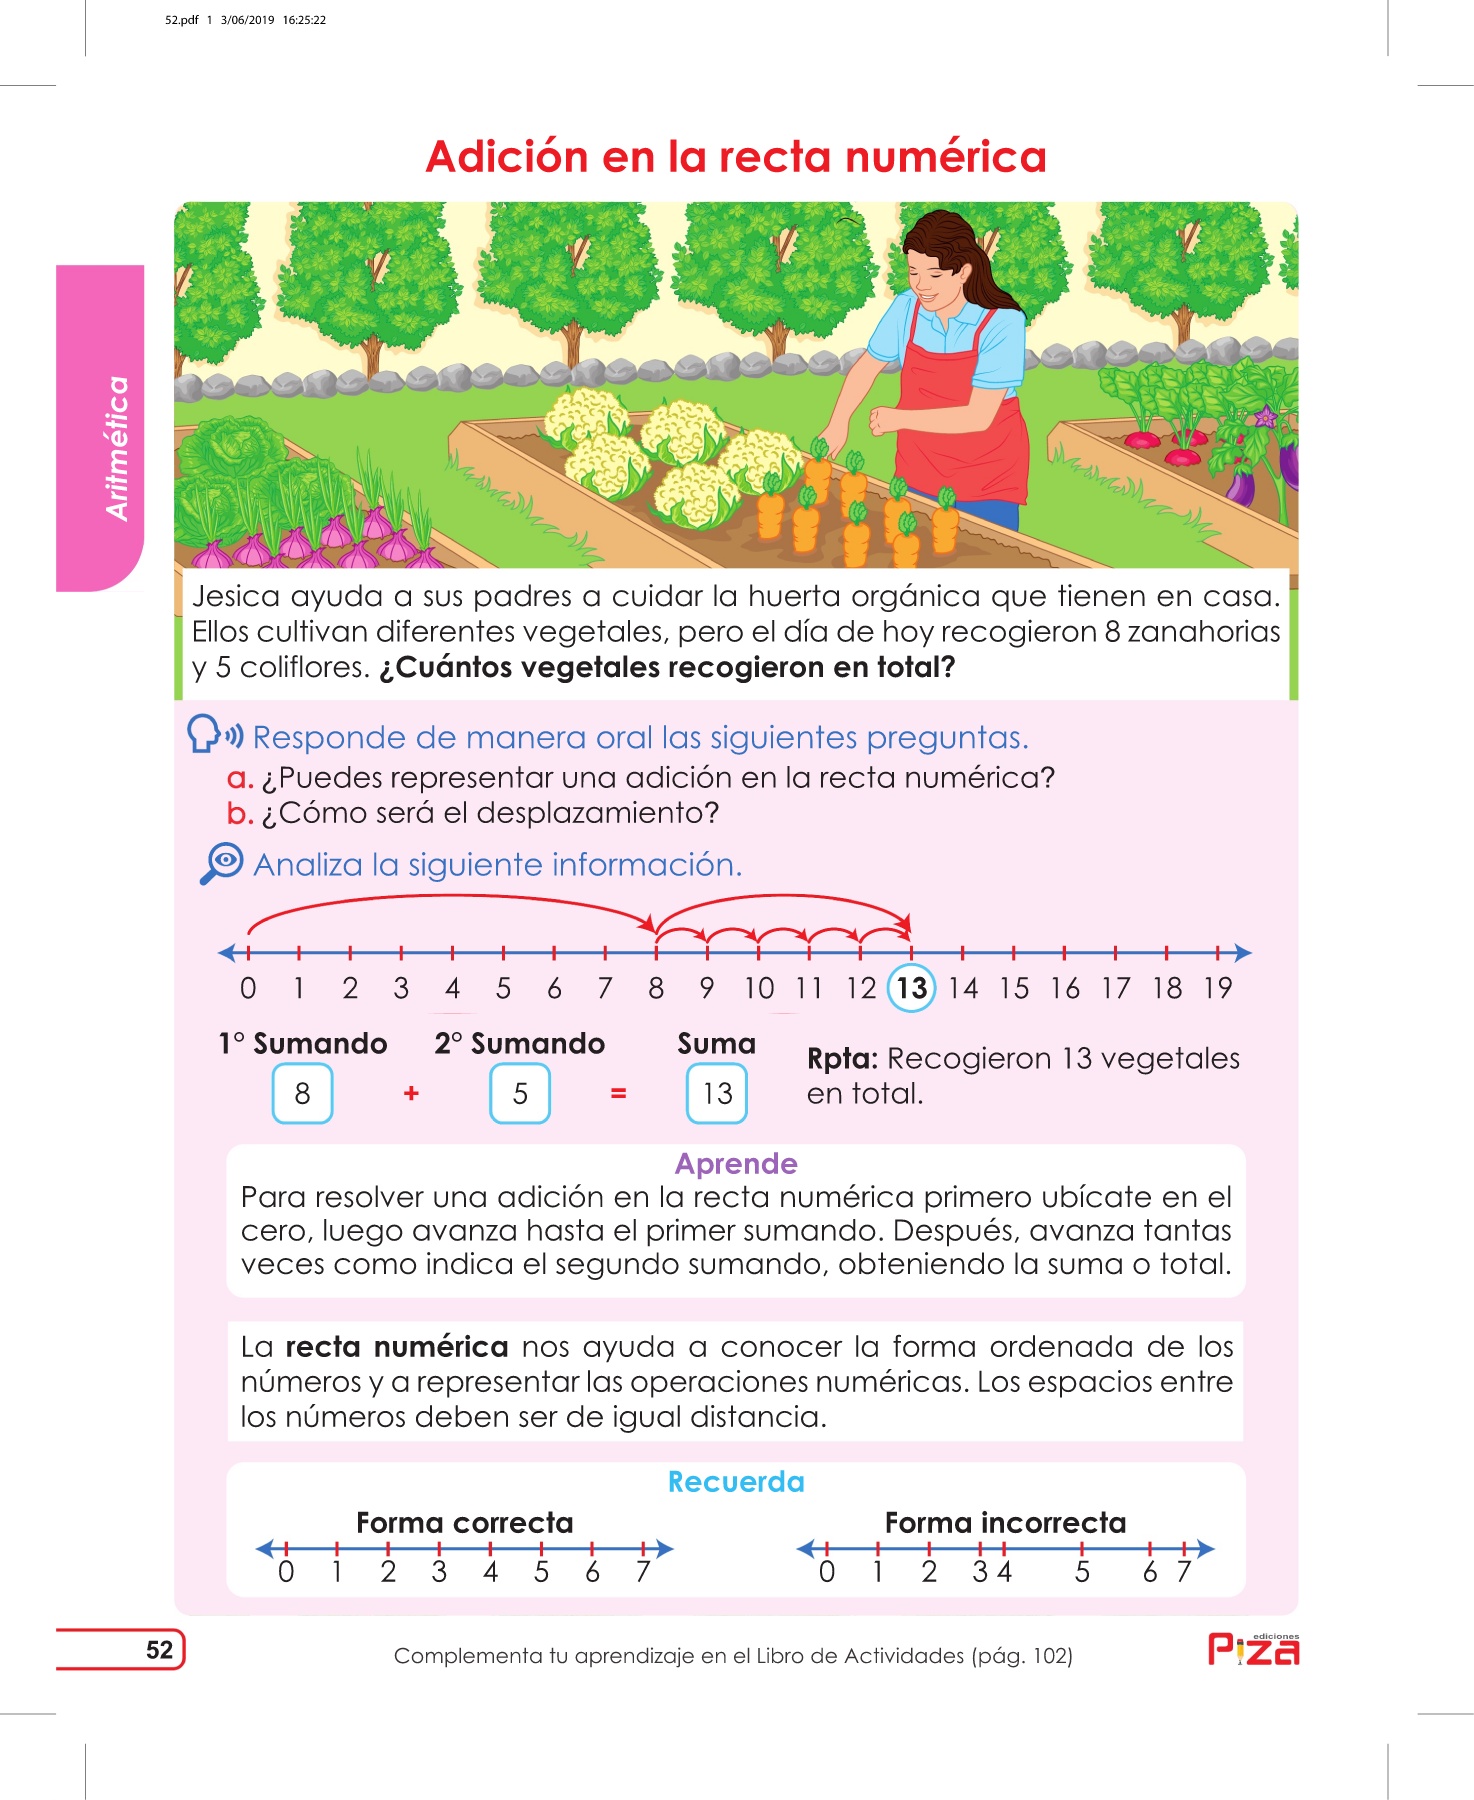 52.pdf 1 3/06/2019 16:25:22
Adición en la recta numérica
Aritmética
Jesica ayuda a sus padres a cuidar la huerta orgánica que tienen en casa.
Ellos cultivan diferentes vegetales, pero el día de hoy recogieron 8 zanahorias
y 5 coliflores. ¿Cuántos vegetales recogieron en total?
Responde de manera oral las siguientes preguntas.
a. ¿Puedes representar una adición en la recta numérica?
b. ¿Cómo será el desplazamiento?
Analiza la siguiente información.
0 1 2 3 4 5 6 7 8 9 10 11 12 13 14 15 16 17 18 19
1° Sumando 2° Sumando Suma
8 + 5 = 13
Rpta: Recogieron 13 vegetales
en total.
Aprende
Para resolver una adición en la recta numérica primero ubícate en el
cero, luego avanza hasta el primer sumando. Después, avanza tantas
veces como indica el segundo sumando, obteniendo la suma o total.
La recta numérica nos ayuda a conocer la forma ordenada de los
números y a representar las operaciones numéricas. Los espacios entre
los números deben ser de igual distancia.
Recuerda
Forma correcta
0 1 2 3 4 5 6 7
Forma incorrecta
0 1 2 3 4 5 6 7
52
Complementa tu aprendizaje en el Libro de Actividades (pág. 102)
ediciones
Piza